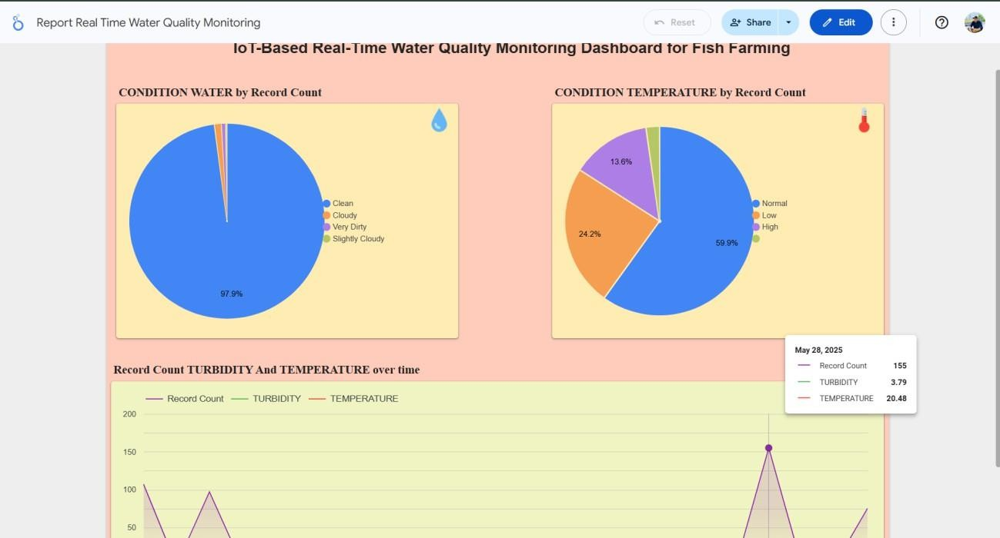 Report Real Time Water Quality Monitoring
Reset
Share
Edit
IoT-Based Real-Time Water Quality Monitoring Dashboard for Fish Farming
CONDITION WATER by Record Count
97.9%
Clean
Cloudy
Very Dirty
Slightly Cloudy
CONDITION TEMPERATURE by Record Count
13.6%
24.2%
59.9%
Normal
Low
High
Record Count TURBIDITY And TEMPERATURE over time
May 28, 2025
Record Count 155
TURBIDITY 3.79
TEMPERATURE 20.48
Record Count TURBIDITY TEMPERATURE
200
150
100
50